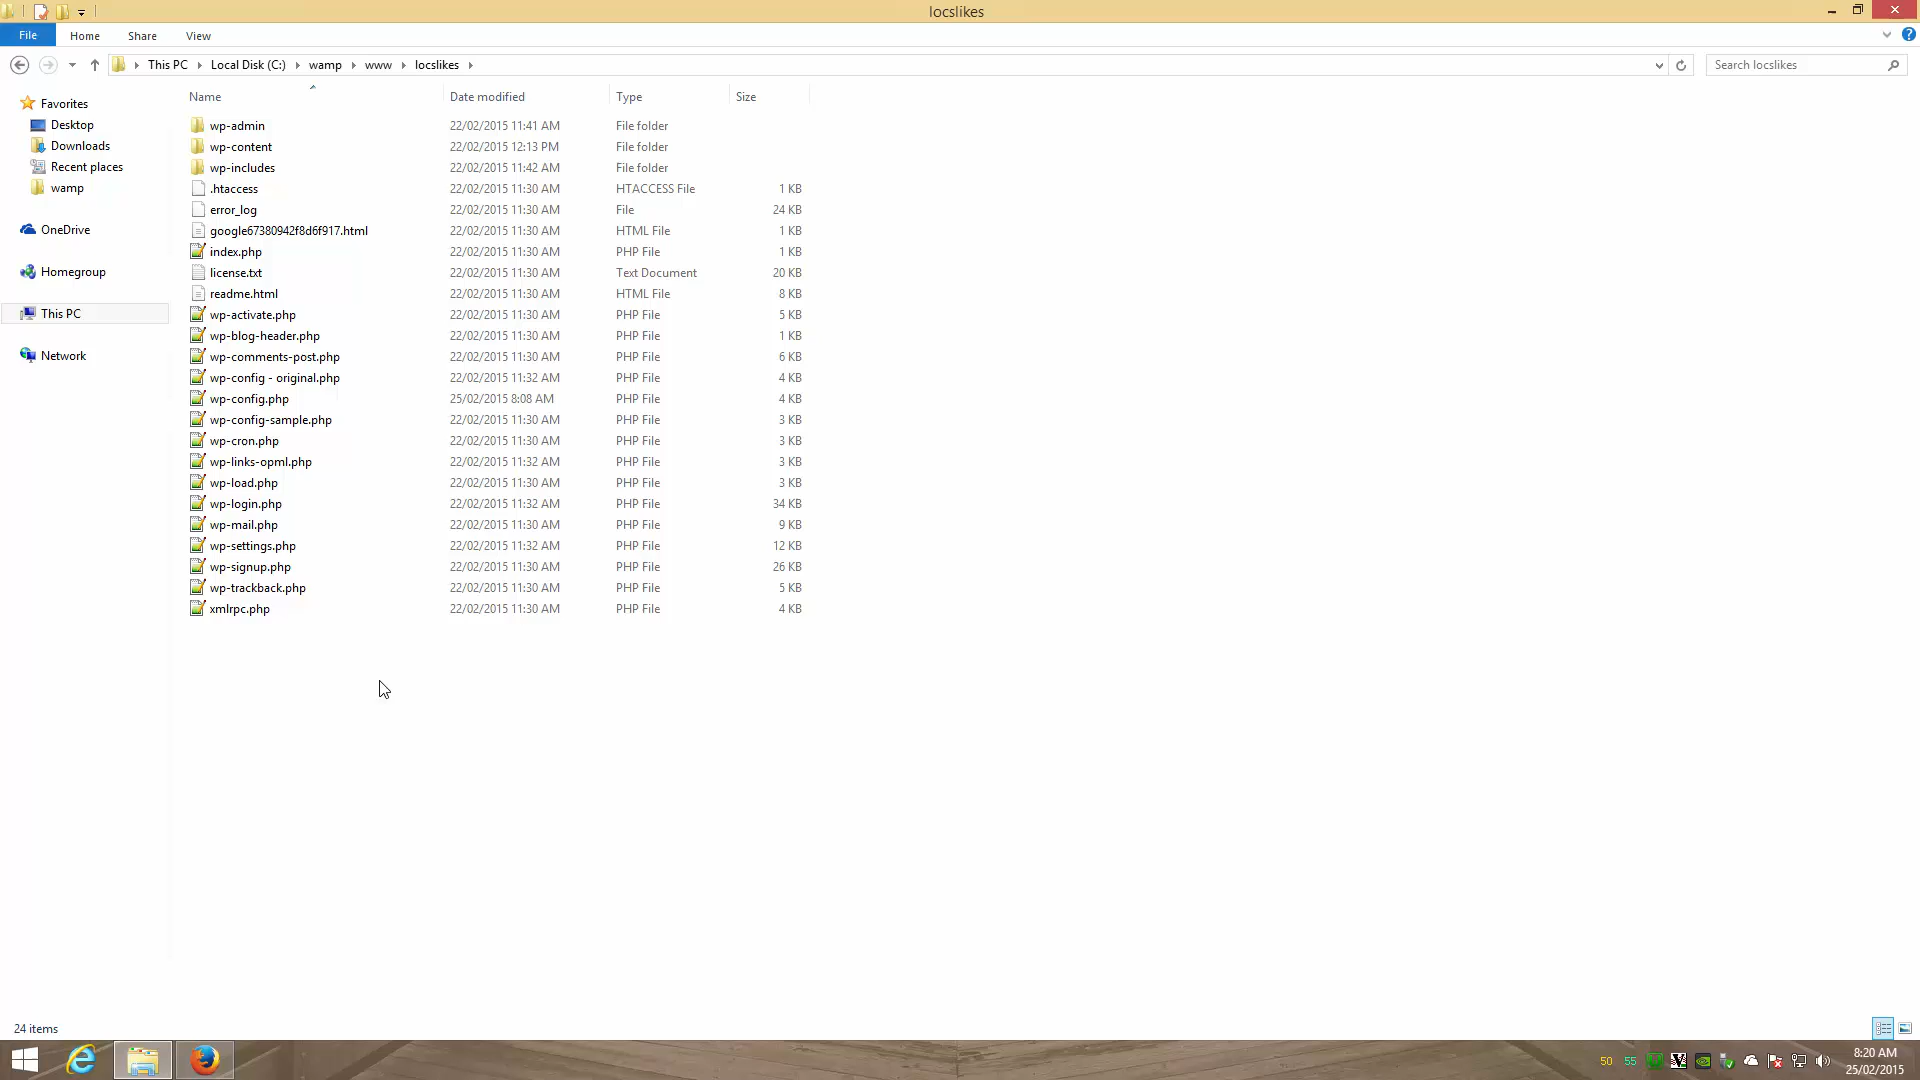 locslikes
File Home Share View
This PC Local Disk (C:) wamp www locslikes
Search locslikes
Name Date modified Type Size
Favorites
Desktop
Downloads
Recent places
wamp
OneDrive
Homegroup
This PC
Network
wp-admin 22/02/2015 11:41 AM File folder
wp-content 22/02/2015 12:13 PM File folder
wp-includes 22/02/2015 11:42 AM File folder
.htaccess 22/02/2015 11:30 AM HTACCESS File 1 KB
error_log 22/02/2015 11:30 AM File 24 KB
google67380942f8d6f917.html 22/02/2015 11:30 AM HTML File 1 KB
index.php 22/02/2015 11:30 AM PHP File 1 KB
license.txt 22/02/2015 11:30 AM Text Document 20 KB
readme.html 22/02/2015 11:30 AM HTML File 8 KB
wp-activate.php 22/02/2015 11:30 AM PHP File 5 KB
wp-blog-header.php 22/02/2015 11:30 AM PHP File 1 KB
wp-comments-post.php 22/02/2015 11:30 AM PHP File 6 KB
wp-config - original.php 22/02/2015 11:32 AM PHP File 4 KB
wp-config.php 25/02/2015 8:08 AM PHP File 4 KB
wp-config-sample.php 22/02/2015 11:30 AM PHP File 3 KB
wp-cron.php 22/02/2015 11:30 AM PHP File 3 KB
wp-links-opml.php 22/02/2015 11:32 AM PHP File 3 KB
wp-load.php 22/02/2015 11:30 AM PHP File 3 KB
wp-login.php 22/02/2015 11:32 AM PHP File 34 KB
wp-mail.php 22/02/2015 11:30 AM PHP File 9 KB
wp-settings.php 22/02/2015 11:32 AM PHP File 12 KB
wp-signup.php 22/02/2015 11:30 AM PHP File 26 KB
wp-trackback.php 22/02/2015 11:30 AM PHP File 5 KB
xmlrpc.php 22/02/2015 11:30 AM PHP File 4 KB
24 items
50 55
8:20 AM
25/02/2015